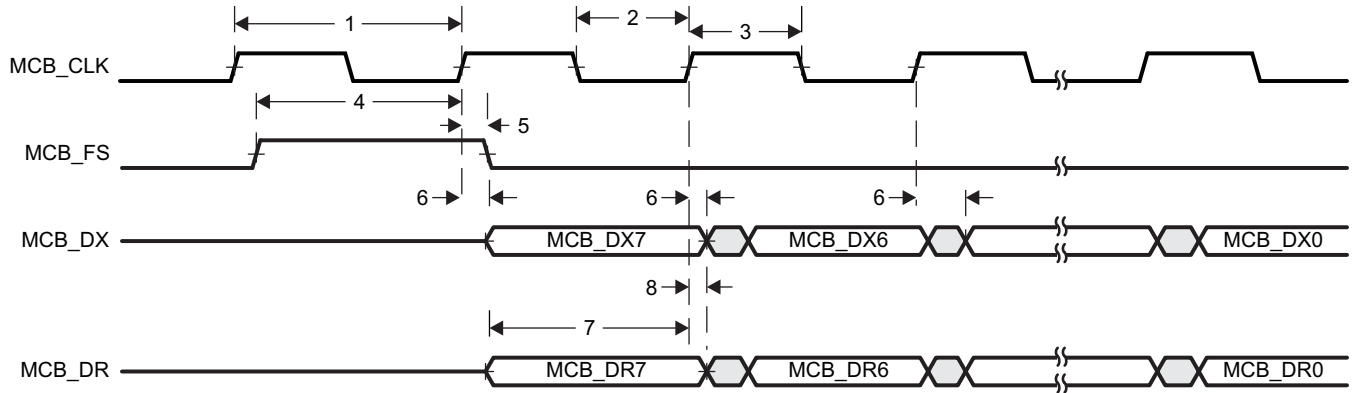 1
2
3
MCB_CLK
4
5
MCB_FS
6
6
6
MCB_DX
MCB_DX7
MCB_DX6
MCB_DX0
8
7
MCB_DR
MCB_DR7
MCB_DR6
MCB_DR0